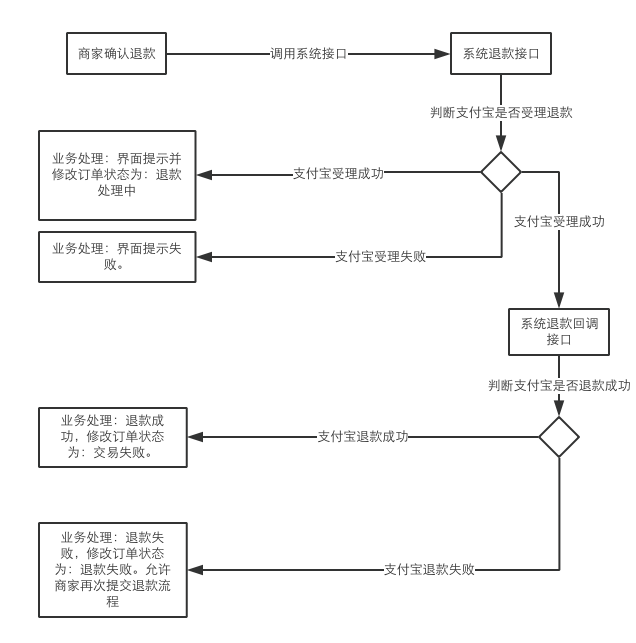 商家确认退款
调用系统接口
系统退款接口
判断支付宝是否受理退款
业务处理：界面提示并
修改订单状态为：退款
处理中
支付宝受理成功
支付宝受理成功
业务处理：界面提示失
败。
支付宝受理失败
系统退款回调
接口
判断支付宝是否退款成功
业务处理：退款成
功，修改订单状态
为：交易失败。
支付宝退款成功
业务处理：退款失
败，修改订单状态
为：退款失败。允许
商家再次提交退款流
程
支付宝退款失败